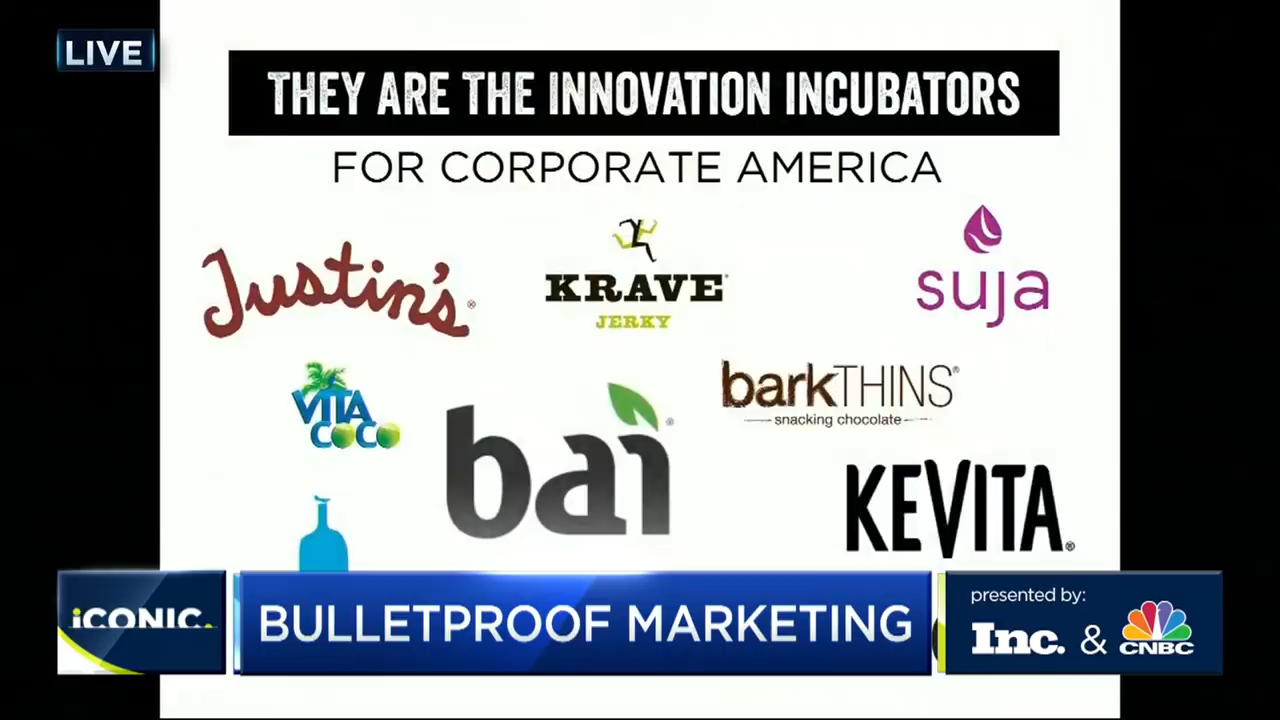 LIVE
THEY ARE THE INNOVATION INCUBATORS
FOR CORPORATE AMERICA
Justin's®
KRAVE®
JERKY
suja
VITA
COCO
bai®
barkTHINS®
snacking chocolate
KEVITA®
iCONIC.
BULLETPROOF MARKETING
presented by:
Inc. & CNBC